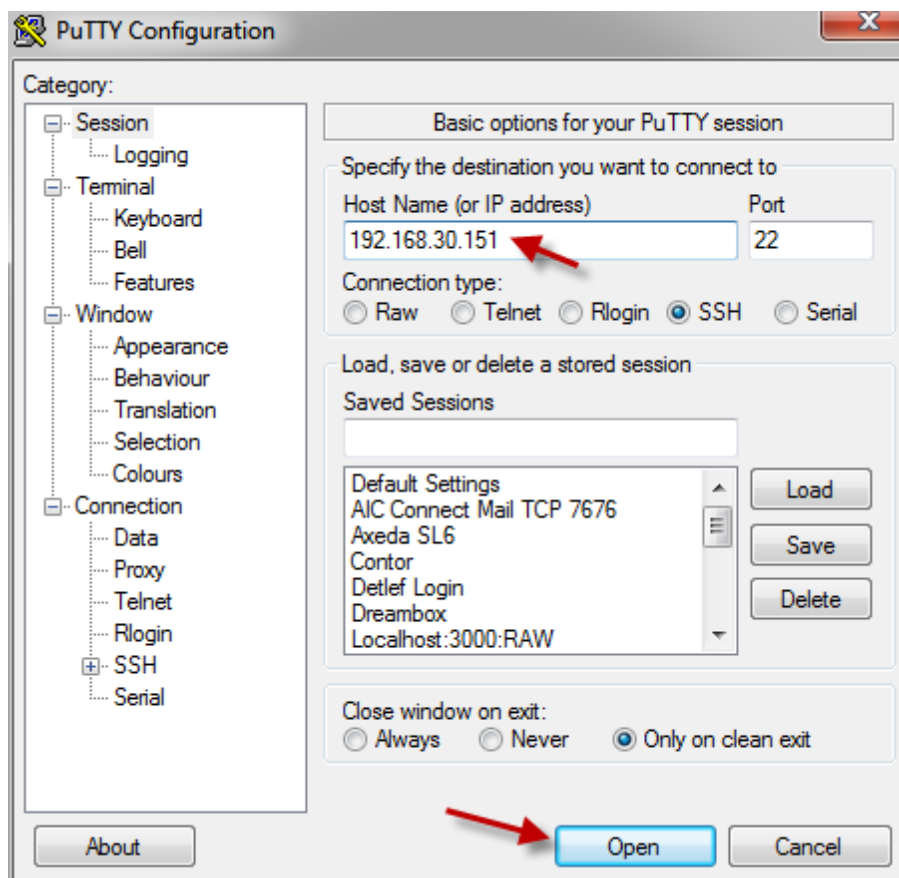 PuTTY Configuration
Category:
Session
Logging
Terminal
Keyboard
Bell
Features
Window
Appearance
Behaviour
Translation
Selection
Colours
Connection
Data
Proxy
Telnet
Rlogin
SSH
Serial
Basic options for your PuTTY session
Specify the destination you want to connect to
Host Name (or IP address) Port
192.168.30.151 22
Connection type:
Raw Telnet Rlogin SSH Serial
Load, save or delete a stored session
Saved Sessions
Default Settings
AIC Connect Mail TCP 7676
Axeda SL6
Contor
Detlef Login
Dreambox
Localhost:3000:RAW
Load
Save
Delete
Close window on exit:
Always Never Only on clean exit
About Open Cancel